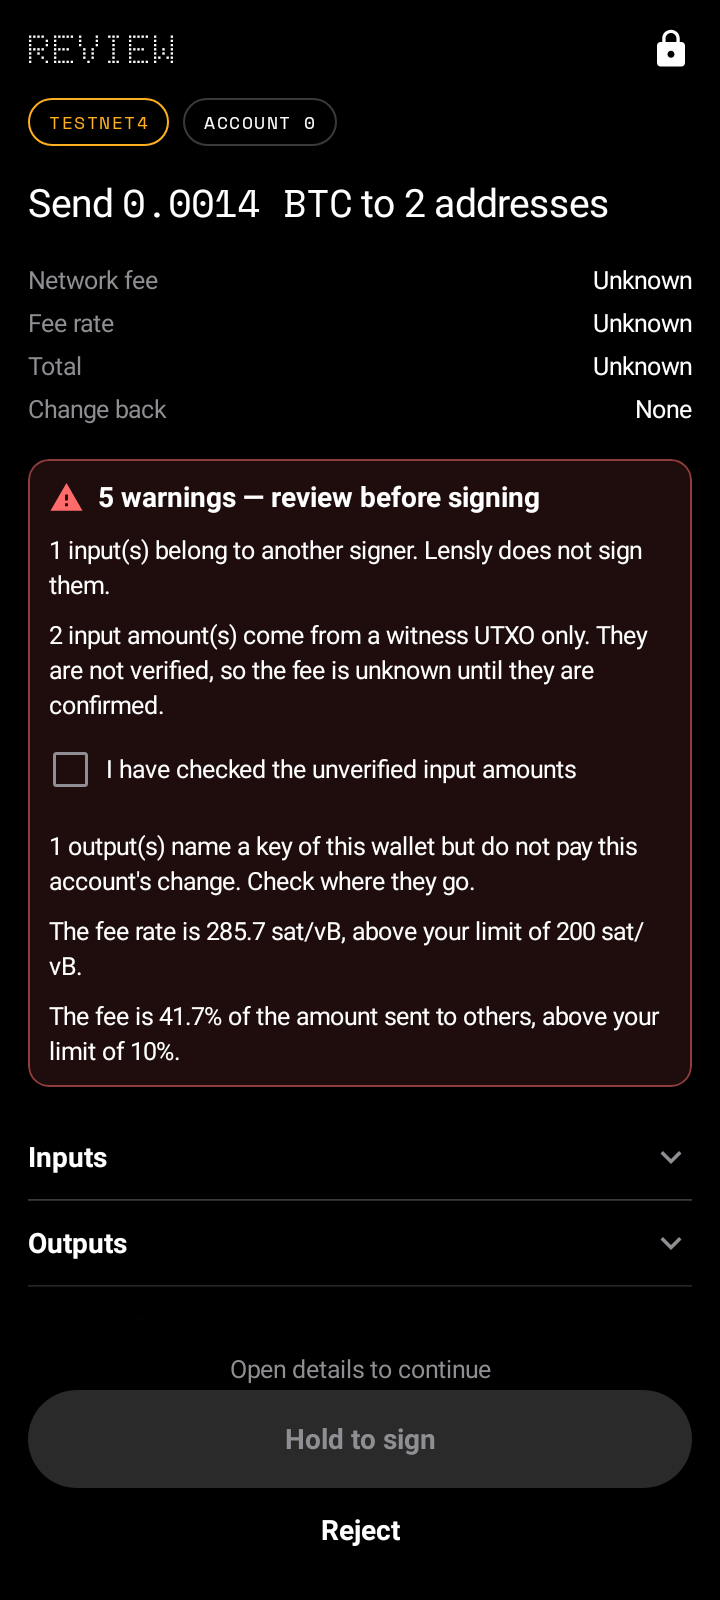 REVIEW
TESTNET4
ACCOUNT 0
Send 0.0014 BTC to 2 addresses
Network fee Unknown
Fee rate Unknown
Total Unknown
Change back None
5 warnings — review before signing
1 input(s) belong to another signer. Lensly does not sign
them.
2 input amount(s) come from a witness UTXO only. They
are not verified, so the fee is unknown until they are
confirmed.
I have checked the unverified input amounts
1 output(s) name a key of this wallet but do not pay this
account's change. Check where they go.
The fee rate is 285.7 sat/vB, above your limit of 200 sat/
vB.
The fee is 41.7% of the amount sent to others, above your
limit of 10%.
Inputs
Outputs
Open details to continue
Hold to sign
Reject